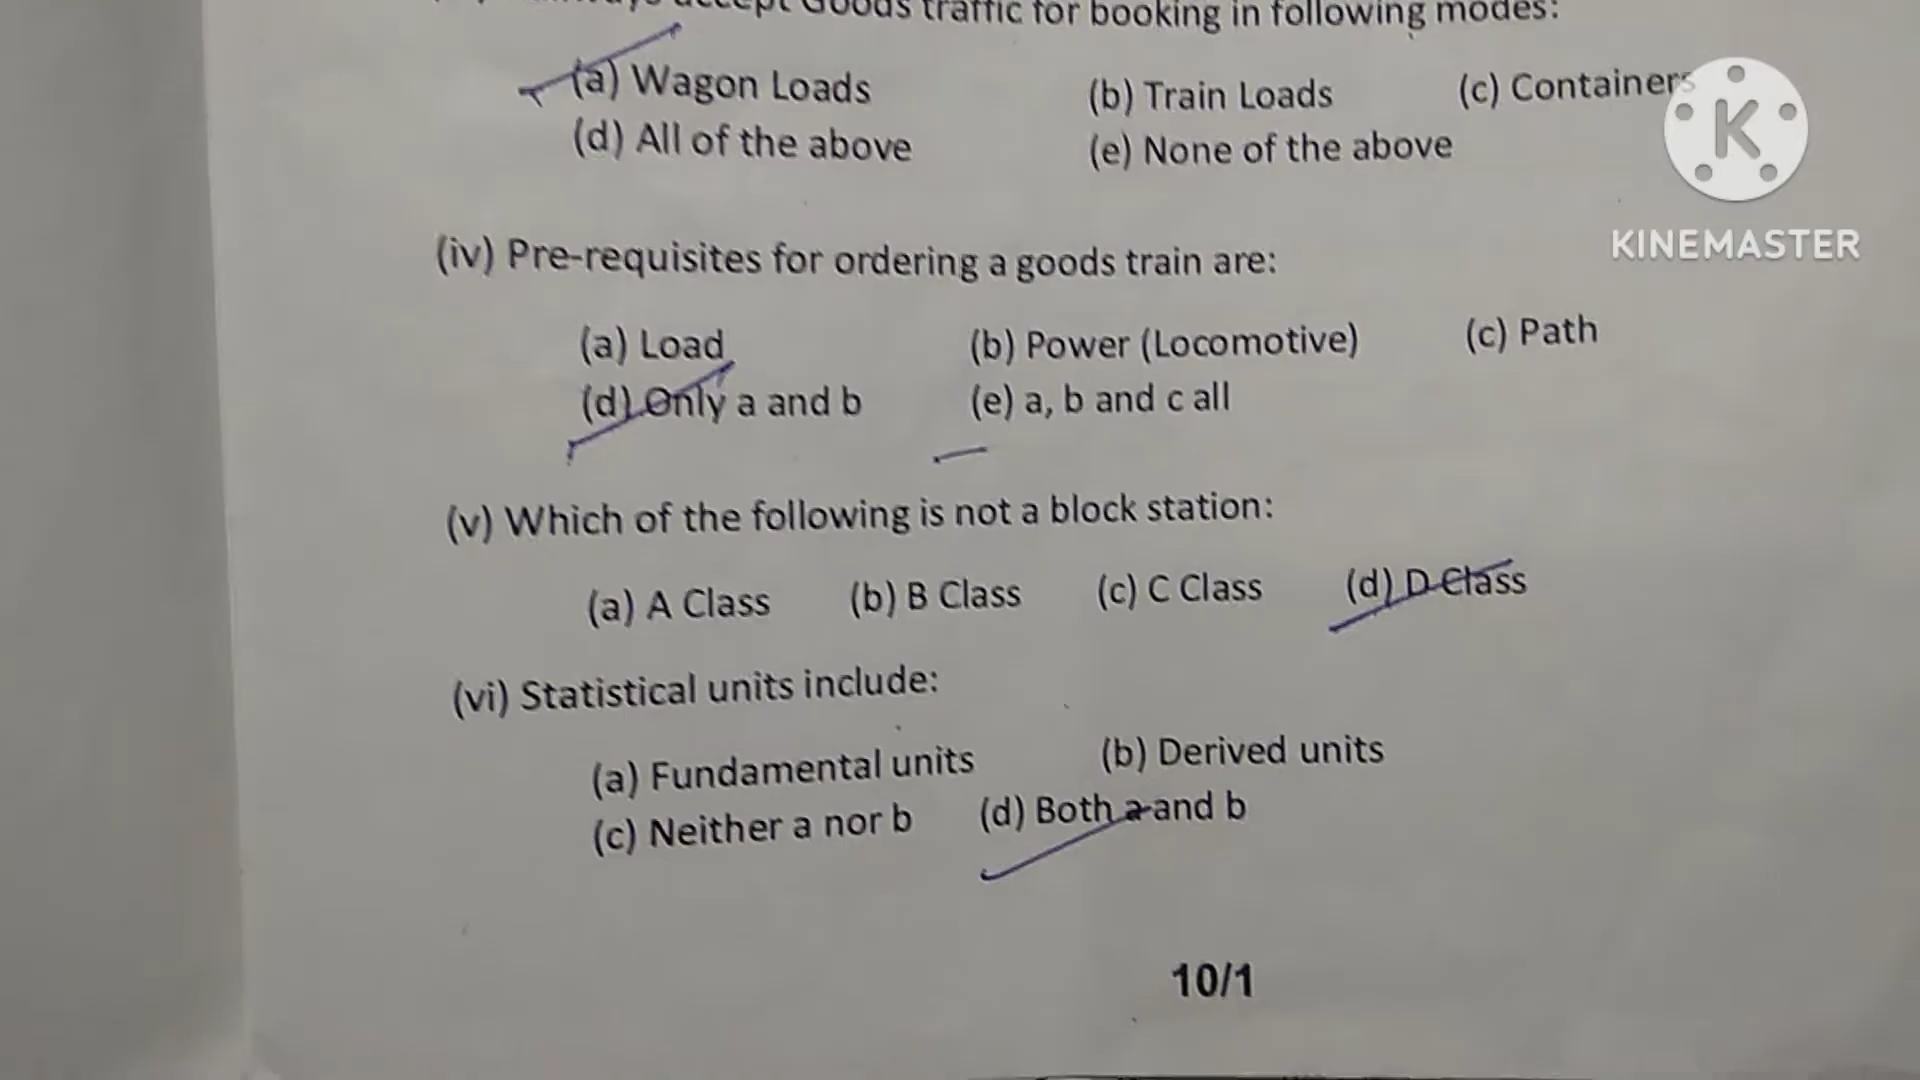 accept Goods traffic for booking in following modes:
(a) Wagon Loads (b) Train Loads (c) Containers
(d) All of the above (e) None of the above
K
KINEMASTER
(iv) Pre-requisites for ordering a goods train are:
(a) Load (b) Power (Locomotive) (c) Path
(d) Only a and b (e) a, b and c all
(v) Which of the following is not a block station:
(a) A Class (b) B Class (c) C Class (d) D Class
(vi) Statistical units include:
(a) Fundamental units (b) Derived units
(c) Neither a nor b (d) Both a and b
10/1